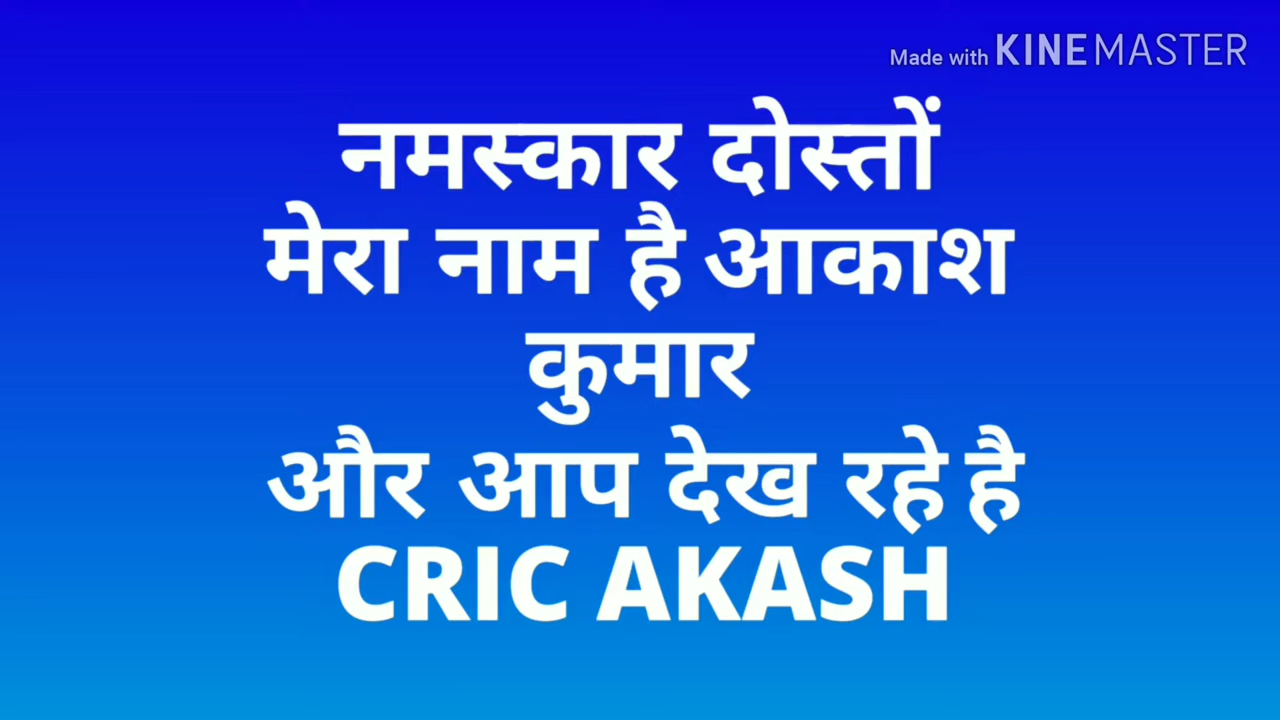 Made with KINEMASTER
नमस्कार दोस्तों
मेरा नाम है आकाश
कुमार
और आप देख रहे है
CRIC AKASH